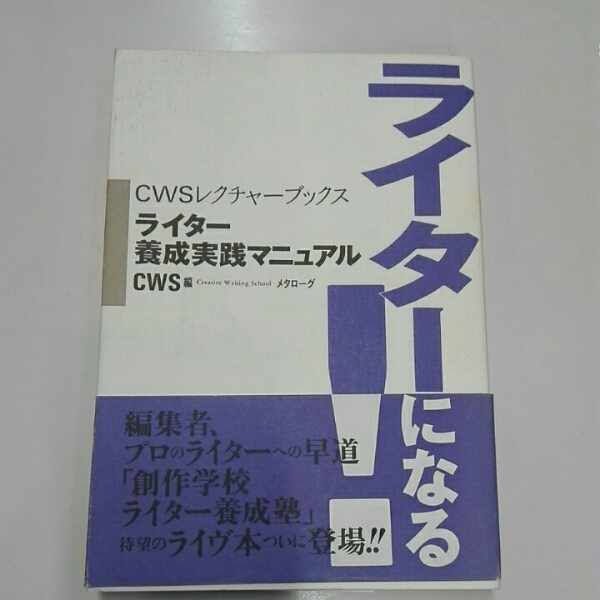 ライターになる!
CWSレクチャーブックス
ライター
養成実践マニュアル
CWS編 Creative Writing School メタローグ
編集者、
プロのライターへの早道
「創作学校
ライター養成塾」
待望のライヴ本ついに登場!!